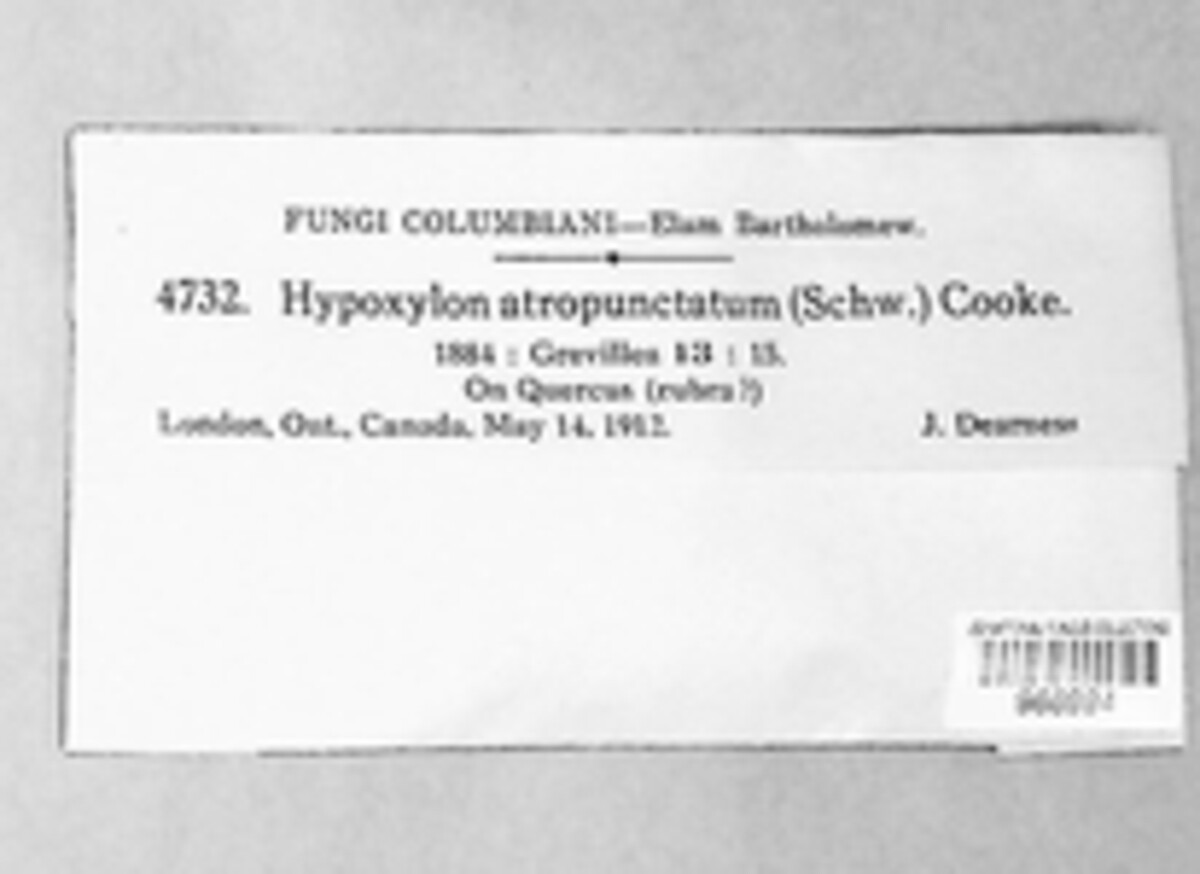 FUNGI COLUMBIANI—Elam Bartholomew.
4732. Hypoxylon atropunctatum (Schw.) Cooke.
1884 : Grevillea 13 : 15.
On Quercus (rubra?)
London, Ont., Canada, May 14, 1912. J. Dearness